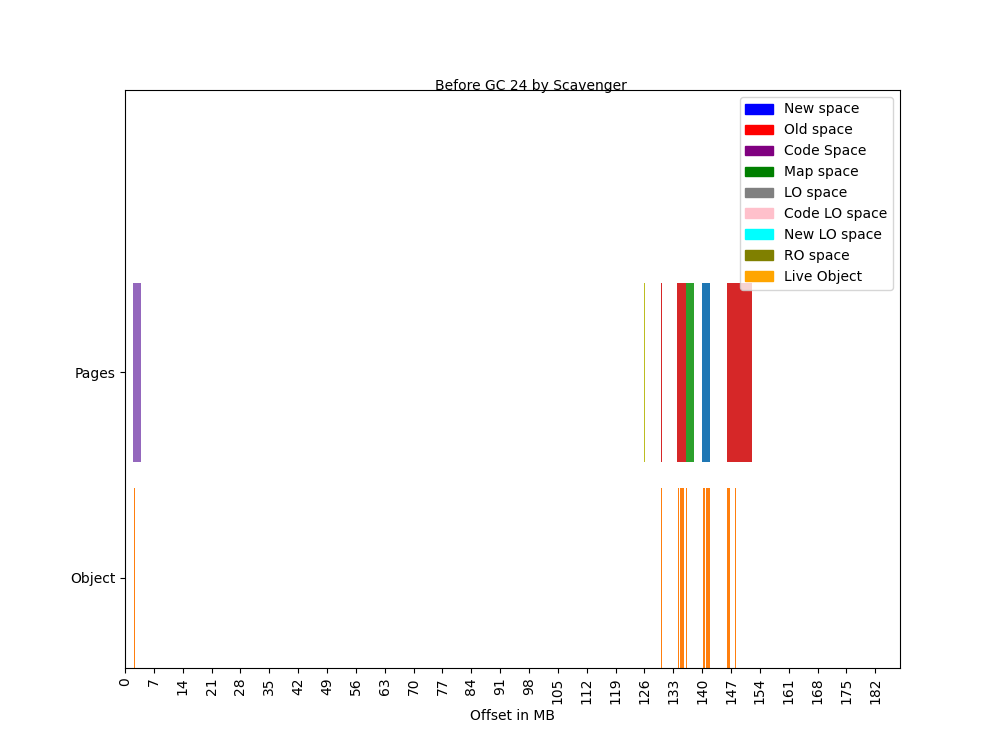 Before GC 24 by Scavenger
New space
Old space
Code Space
Map space
LO space
Code LO space
New LO space
RO space
Live Object
Pages
Object
0 7 14 21 28 35 42 49 56 63 70 77 84 91 98 105 112 119 126 133 140 147 154 161 168 175 182
Offset in MB